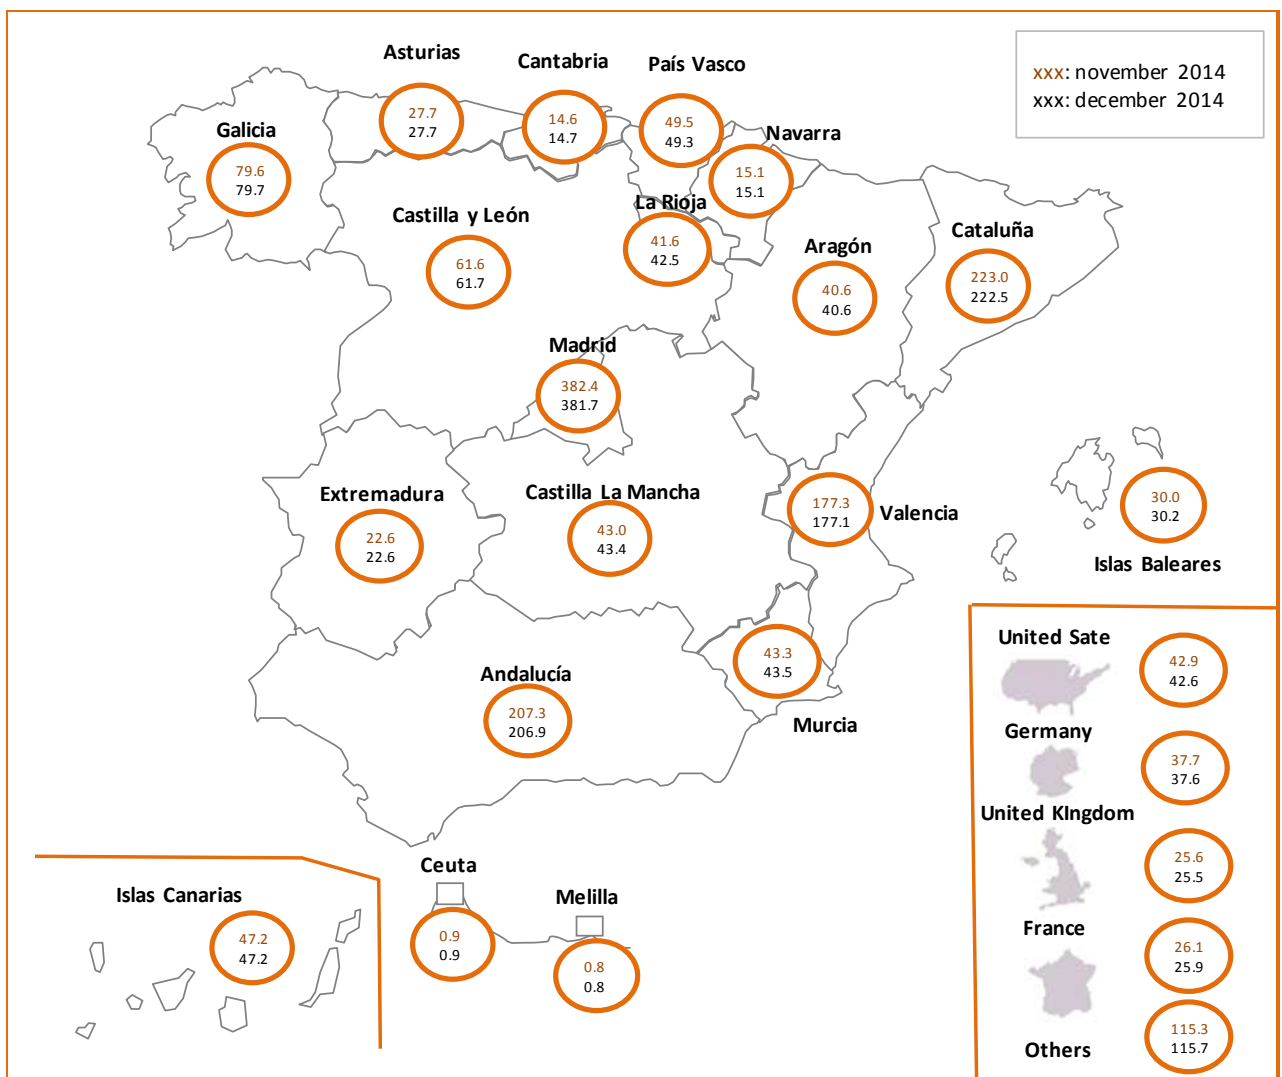 xxx: november 2014
xxx: december 2014
Asturias
27.7
27.7
Cantabria
14.6
14.7
País Vasco
49.5
49.3
Navarra
15.1
15.1
Galicia
79.6
79.7
Castilla y León
61.6
61.7
La Rioja
41.6
42.5
Aragón
40.6
40.6
Cataluña
223.0
222.5
Madrid
382.4
381.7
Extremadura
22.6
22.6
Castilla La Mancha
43.0
43.4
177.3
177.1
Valencia
30.0
30.2
Islas Baleares
Andalucía
207.3
206.9
43.3
43.5
Murcia
United Sate
42.9
42.6
Germany
37.7
37.6
United KIngdom
25.6
25.5
France
26.1
25.9
Others
115.3
115.7
Islas Canarias
47.2
47.2
Ceuta
0.9
0.9
Melilla
0.8
0.8